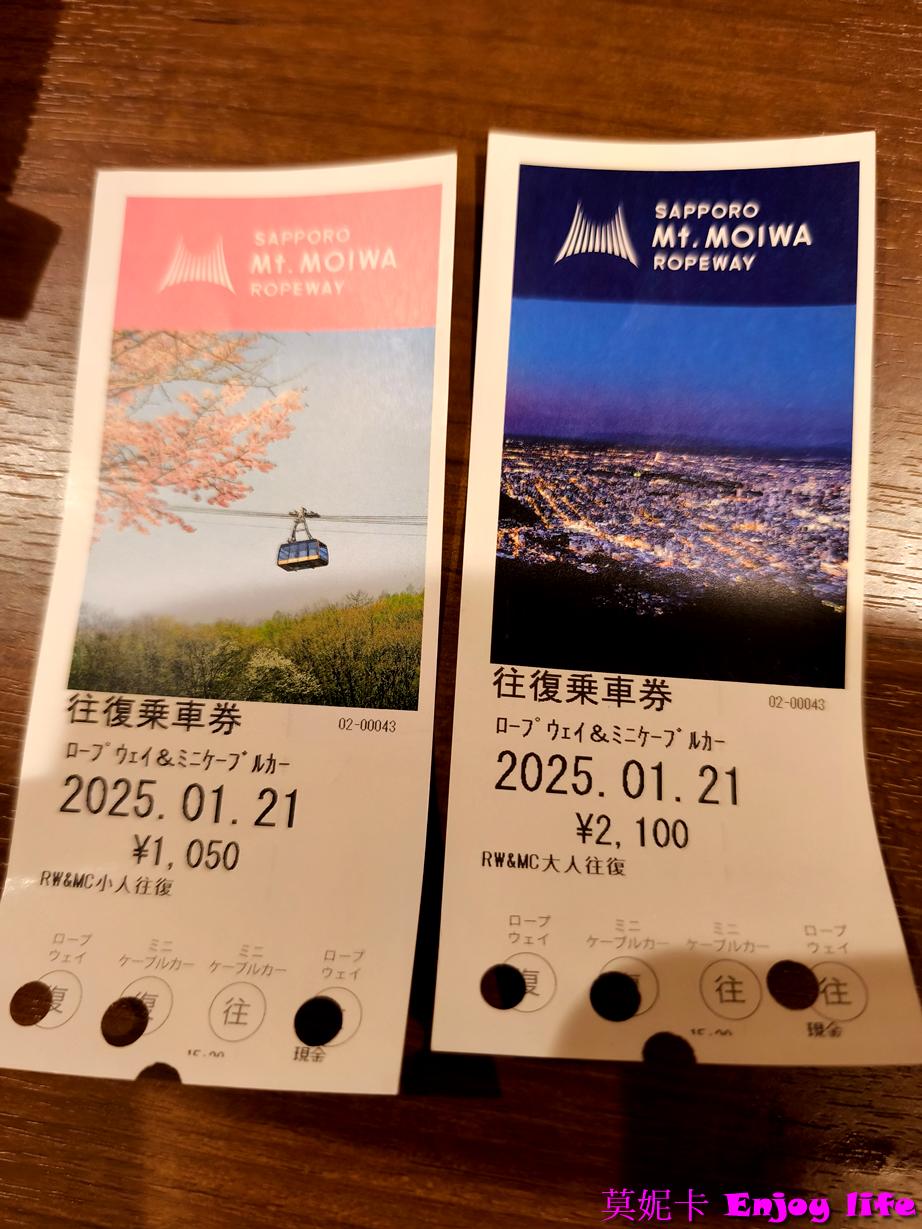 SAPPORO
Mt.MOIWA
ROPEWAY
往復乗車券
02-00043
ﾛｰﾌﾟｳｪｲ＆ﾐﾆｹｰﾌﾞﾙｶｰ
2025.01.21
¥1,050
RW&MC小人往復
ロープ
ウェイ
ミニ
ケーブルカー
ミニ
ケーブルカー
ロープ
ウェイ
復
復
往
現金
SAPPORO
Mt.MOIWA
ROPEWAY
往復乗車券
02-00043
ﾛｰﾌﾟｳｪｲ＆ﾐﾆｹｰﾌﾞﾙｶｰ
2025.01.21
¥2,100
RW&MC大人往復
ロープ
ウェイ
ミニ
ケーブルカー
ミニ
ケーブルカー
ロープ
ウェイ
復
往
往
現金
莫妮卡 Enjoy life